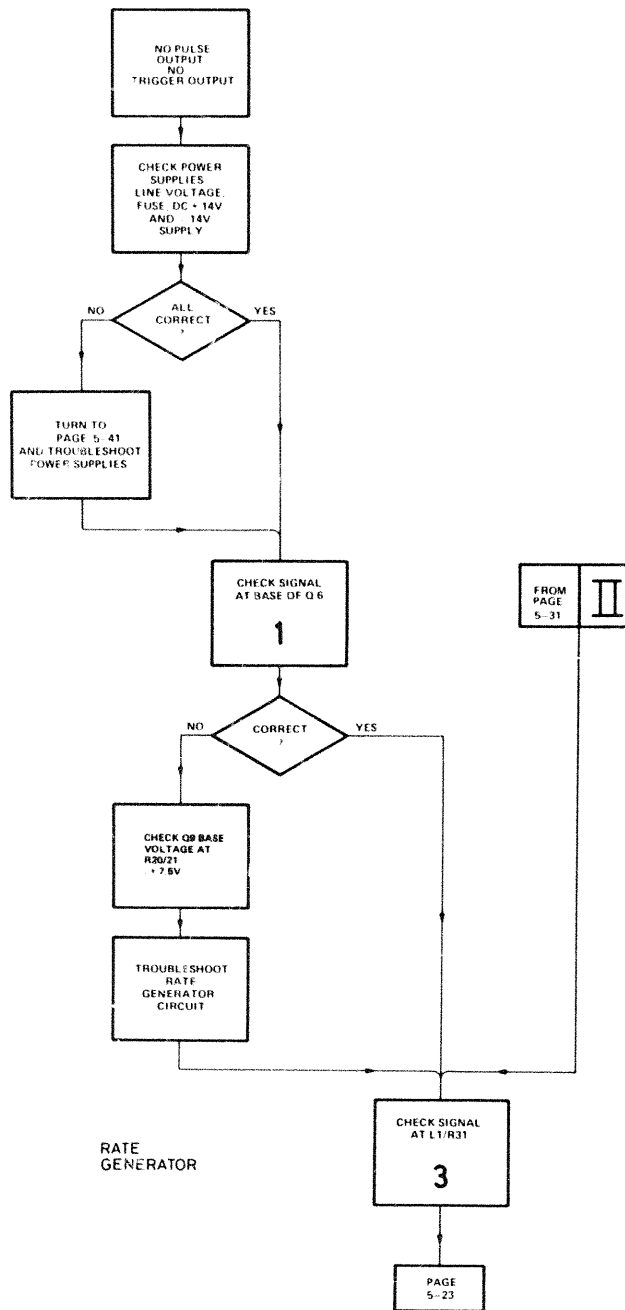 NO PULSE
OUTPUT
NO
TRIGGER OUTPUT
CHECK POWER
SUPPLIES
LINE VOLTAGE,
FUSE, DC + 14V
AND - 14V
SUPPLY
NO
ALL
CORRECT
?
YES
TURN TO
PAGE 5-41
AND TROUBLESHOOT
POWER SUPPLIES
CHECK SIGNAL
AT BASE OF Q 6
1
FROM
PAGE
5-31
II
NO
CORRECT
?
YES
CHECK Q9 BASE
VOLTAGE AT
R20/21
+ 7.5V
TROUBLESHOOT
RATE
GENERATOR
CIRCUIT
CHECK SIGNAL
AT L1/R31
3
RATE
GENERATOR
PAGE
5-23